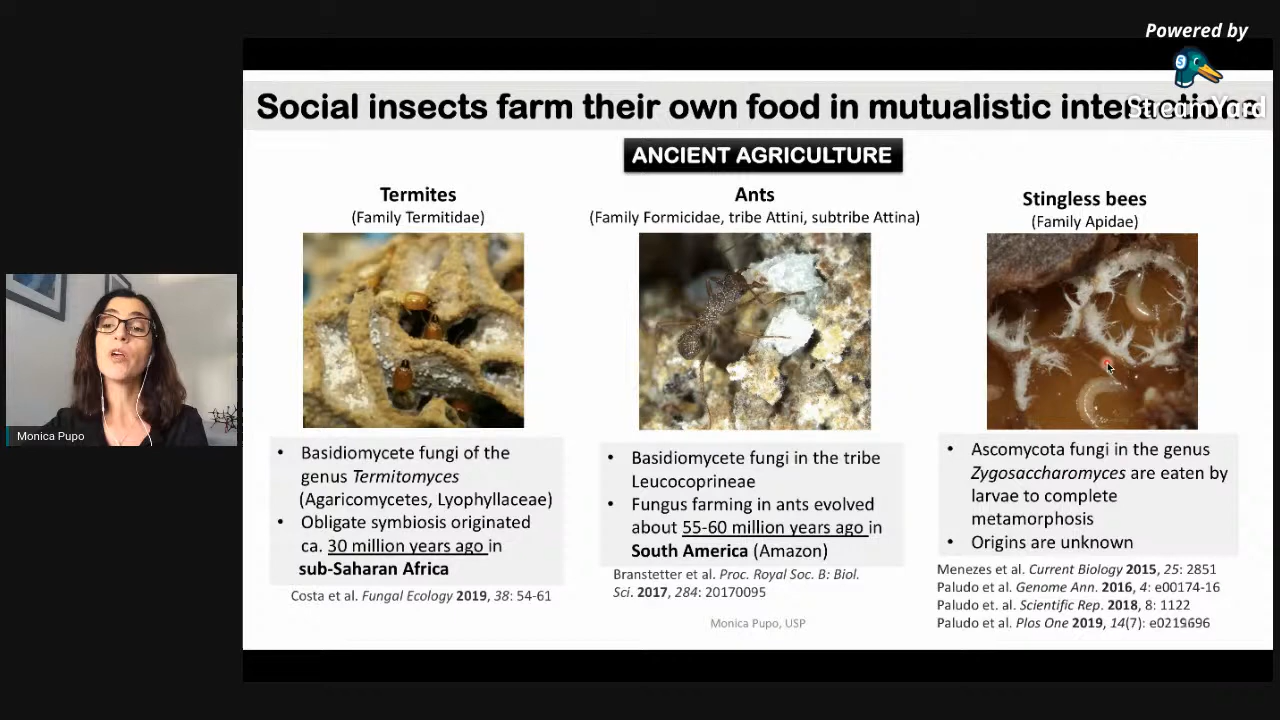 Powered by
StreamYard
Social insects farm their own food in mutualistic interactions
ANCIENT AGRICULTURE
Termites
(Family Termitidae)
Basidiomycete fungi of the
genus Termitomyces
(Agaricomycetes, Lyophyllaceae)
Obligate symbiosis originated
ca. 30 million years ago in
sub-Saharan Africa
Costa et al. Fungal Ecology 2019, 38: 54-61
Ants
(Family Formicidae, tribe Attini, subtribe Attina)
Basidiomycete fungi in the tribe
Leucocoprineae
Fungus farming in ants evolved
about 55-60 million years ago in
South America (Amazon)
Branstetter et al. Proc. Royal Soc. B: Biol.
Sci. 2017, 284: 20170095
Monica Pupo, USP
Stingless bees
(Family Apidae)
Ascomycota fungi in the genus
Zygosaccharomyces are eaten by
larvae to complete
metamorphosis
Origins are unknown
Menezes et al. Current Biology 2015, 25: 2851
Paludo et al. Genome Ann. 2016, 4: e00174-16
Paludo et. al. Scientific Rep. 2018, 8: 1122
Paludo et al. Plos One 2019, 14(7): e0219696
Monica Pupo